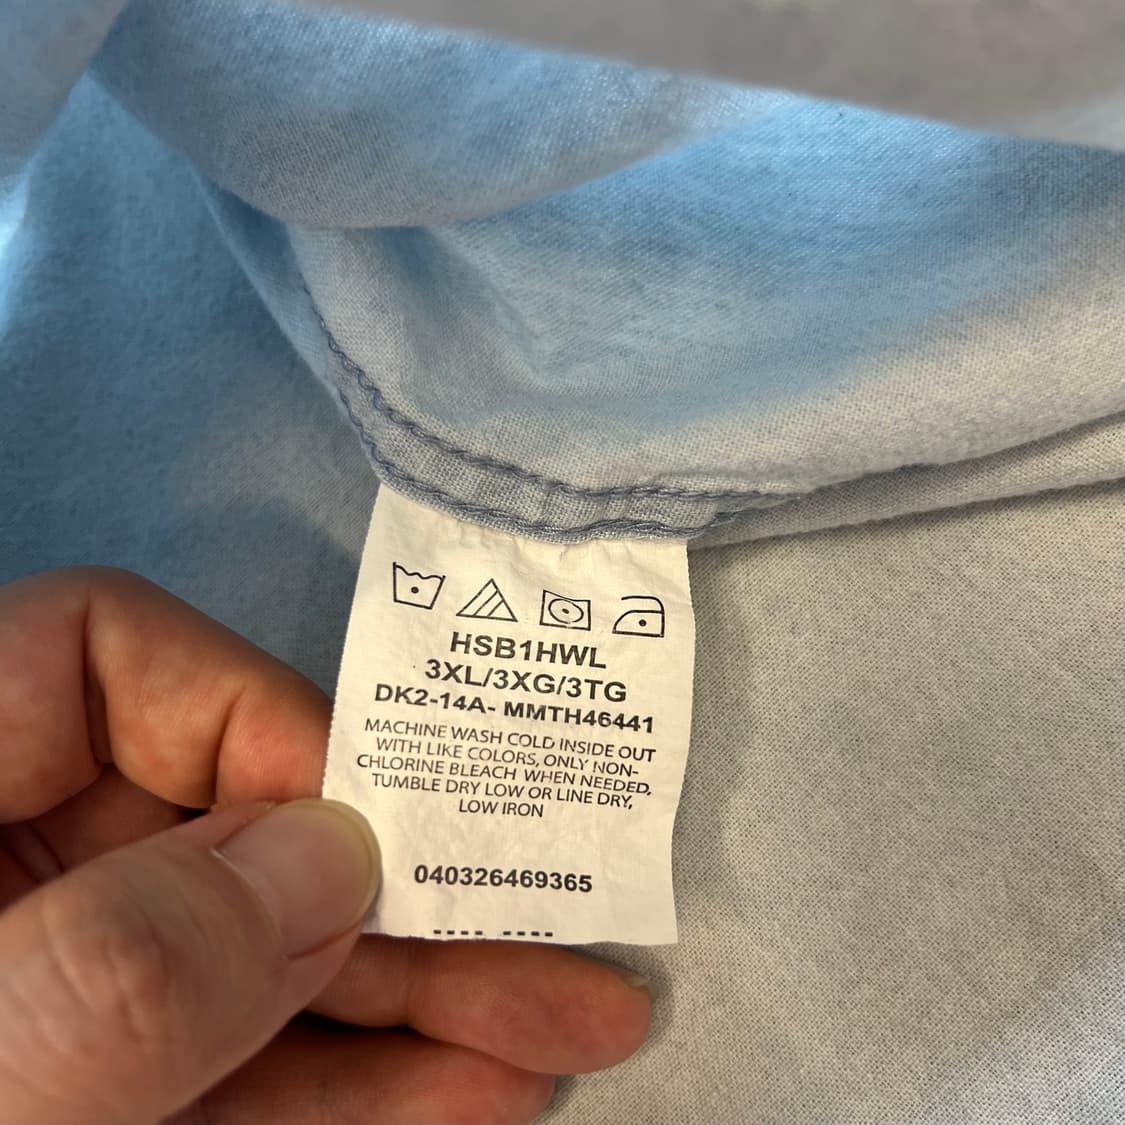 HSB1HWL
3XL/3XG/3TG
DK2-14A- MMTH46441
MACHINE WASH COLD INSIDE OUT
WITH LIKE COLORS, ONLY NON-
CHLORINE BLEACH WHEN NEEDED,
TUMBLE DRY LOW OR LINE DRY,
LOW IRON
040326469365